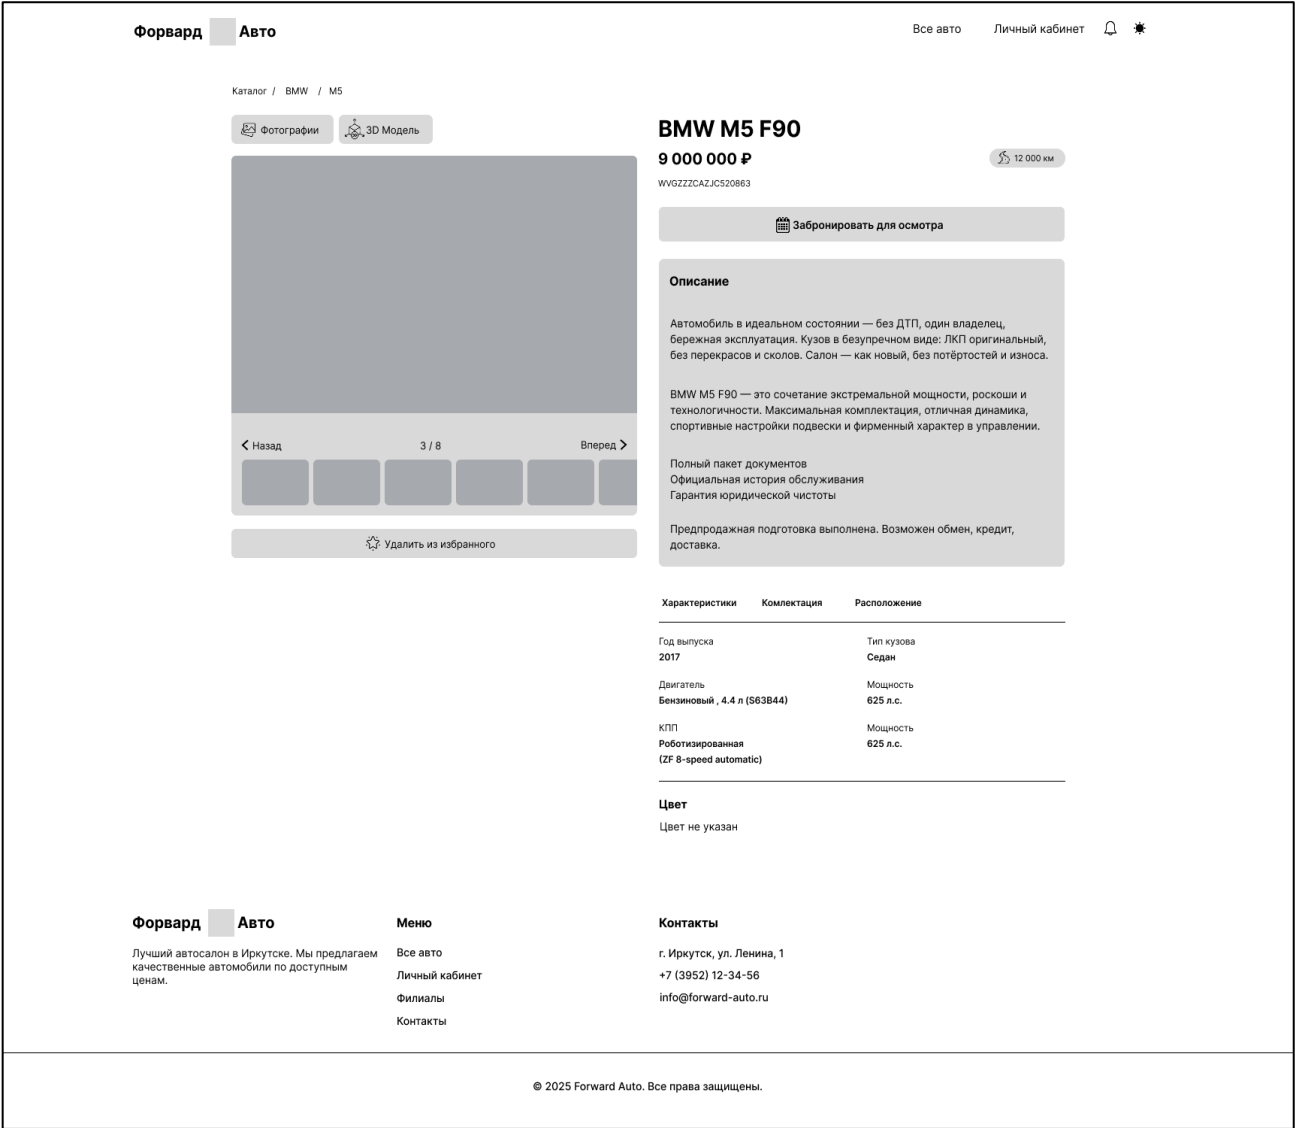 Форвард Авто
Все авто
Личный кабинет
Каталог / BMW / M5
Фотографии
3D Модель
Назад
3 / 8
Вперед
Удалить из избранного
BMW M5 F90
9 000 000 ₽
12 000 км
WVGZZZCAZJC520863
Забронировать для осмотра
Описание
Автомобиль в идеальном состоянии — без ДТП, один владелец,
бережная эксплуатация. Кузов в безупречном виде: ЛКП оригинальный,
без перекрасов и сколов. Салон — как новый, без потёртостей и износа.
BMW M5 F90 — это сочетание экстремальной мощности, роскоши и
технологичности. Максимальная комплектация, отличная динамика,
спортивные настройки подвески и фирменный характер в управлении.
Полный пакет документов
Официальная история обслуживания
Гарантия юридической чистоты
Предпродажная подготовка выполнена. Возможен обмен, кредит,
доставка.
Характеристики
Комлектация
Расположение
Год выпуска
2017
Тип кузова
Седан
Двигатель
Бензиновый , 4.4 л (S63B44)
Мощность
625 л.с.
КПП
Роботизированная
(ZF 8-speed automatic)
Мощность
625 л.с.
Цвет
Цвет не указан
Форвард Авто
Лучший автосалон в Иркутске. Мы предлагаем
качественные автомобили по доступным
ценам.
Меню
Все авто
Личный кабинет
Филиалы
Контакты
Контакты
г. Иркутск, ул. Ленина, 1
+7 (3952) 12-34-56
info@forward-auto.ru
© 2025 Forward Auto. Все права защищены.